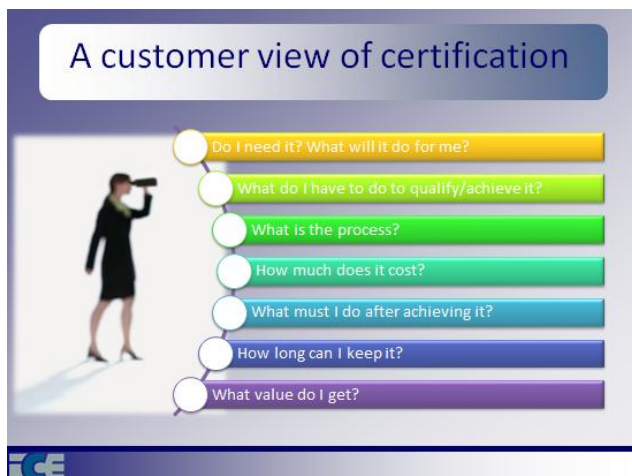 A customer view of certification
Do I need it? What will it do for me?
What do I have to do to qualify/achieve it?
What is the process?
How much does it cost?
What must I do after achieving it?
How long can I keep it?
What value do I get?
ICE